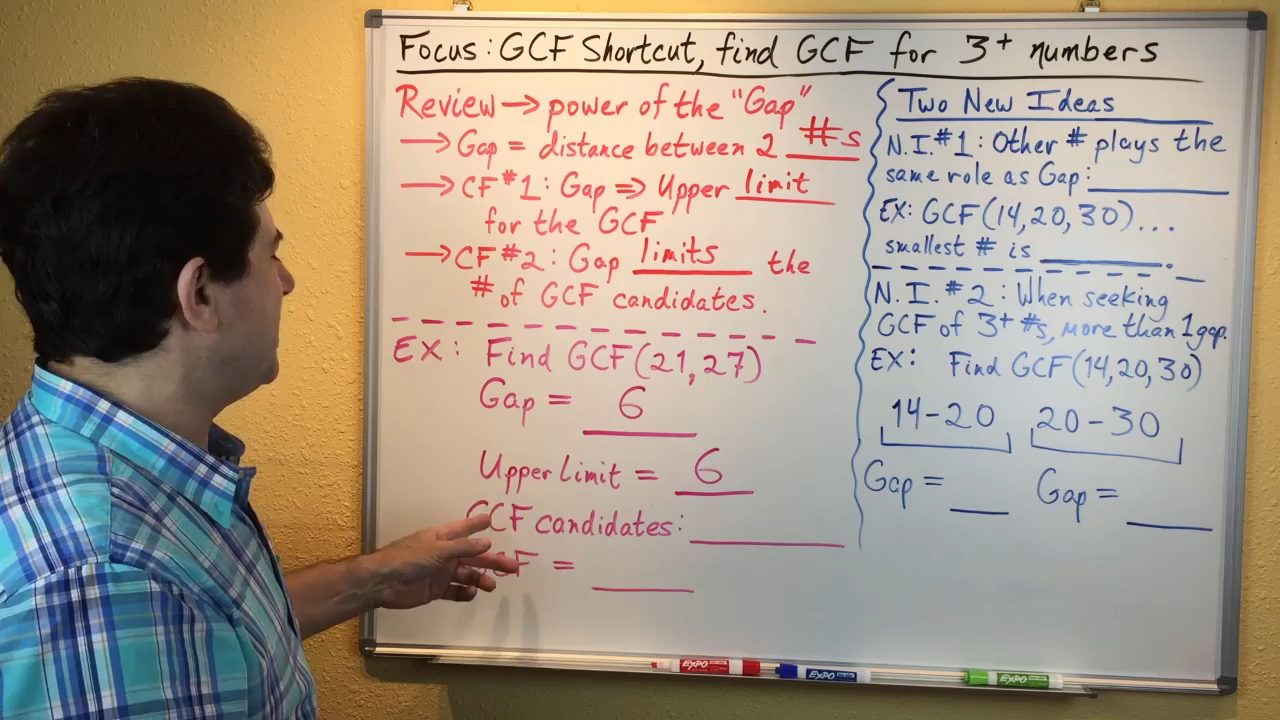 Focus: GCF Shortcut, find GCF for 3+ numbers
Review → power of the "Gap"
→ Gap = distance between 2 #s
→ CF #1: Gap ⇒ Upper limit
for the GCF
→ CF #2: Gap limits the
# of GCF candidates.
EX: Find GCF(21,27)
Gap = 6
Upper Limit = 6
GCF candidates:
GCF =
Two New Ideas
N.I.#1: Other # plays the
same role as Gap:
EX: GCF(14,20,30)...
smallest # is .
N.I.#2: When seeking
GCF of 3+ #s, more than 1 gap.
EX: Find GCF(14,20,30)
14-20 20-30
Gap = Gap =
EXPO EXPO EXPO